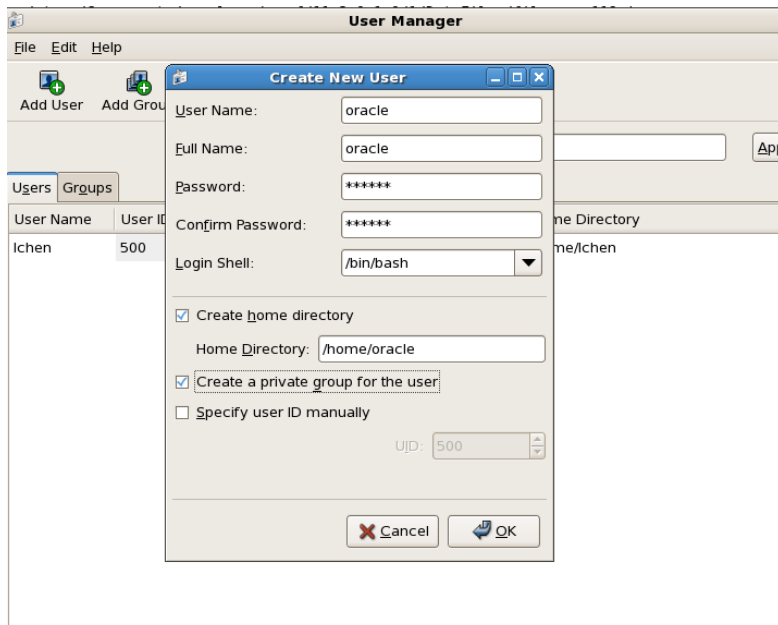 User Manager
File Edit Help
Add User Add Grou
Create New User
User Name: oracle
Full Name: oracle
Password: ******
Confirm Password: ******
Login Shell: /bin/bash
Create home directory
Home Directory: /home/oracle
Create a private group for the user
Specify user ID manually
UID: 500
Cancel OK
App
Users Groups
User Name User ID me Directory
lchen 500 me/lchen